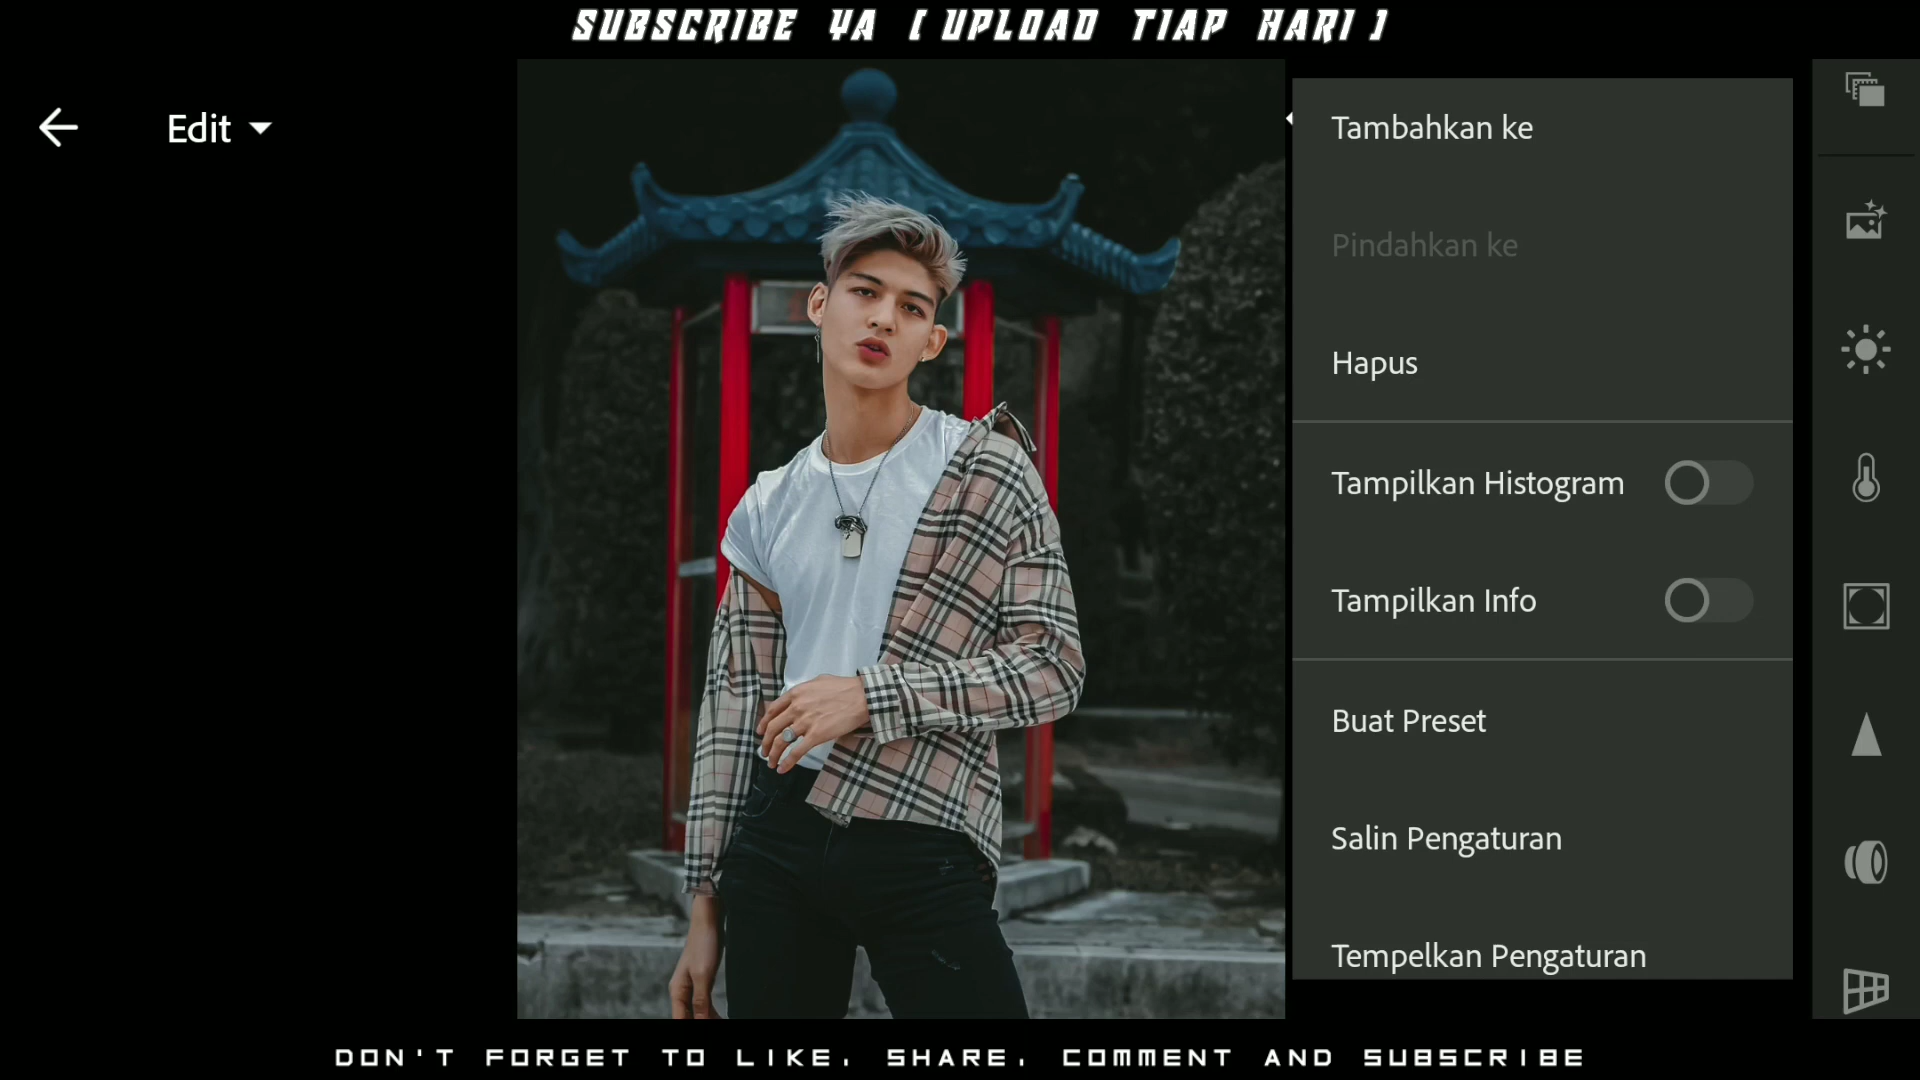 SUBSCRIBE YA [ UPLOAD TIAP HARI ]
Edit
Tambahkan ke
Pindahkan ke
Hapus
Tampilkan Histogram
Tampilkan Info
Buat Preset
Salin Pengaturan
Tempelkan Pengaturan
DON'T FORGET TO LIKE, SHARE, COMMENT AND SUBSCRIBE